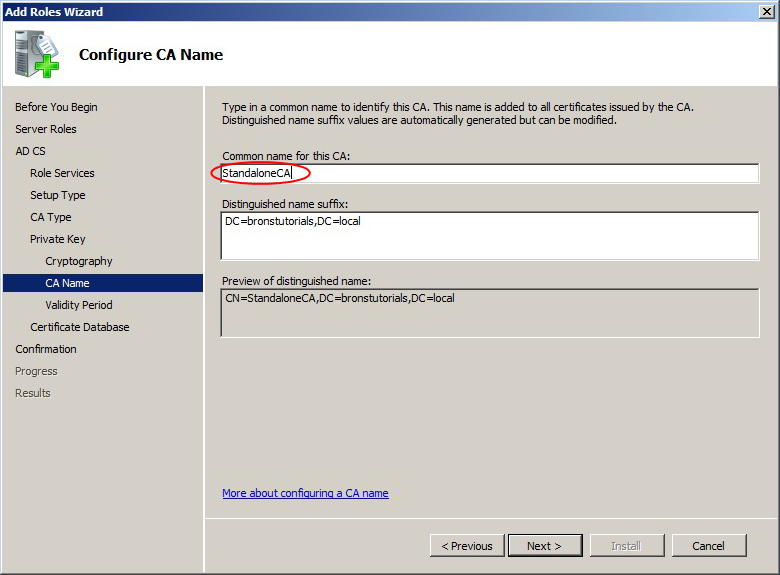 Add Roles Wizard
Configure CA Name
Before You Begin
Server Roles
AD CS
Role Services
Setup Type
CA Type
Private Key
Cryptography
CA Name
Validity Period
Certificate Database
Confirmation
Progress
Results
Type in a common name to identify this CA. This name is added to all certificates issued by the CA.
Distinguished name suffix values are automatically generated but can be modified.
Common name for this CA:
StandaloneCA
Distinguished name suffix:
DC=bronstutorials,DC=local
Preview of distinguished name:
CN=StandaloneCA,DC=bronstutorials,DC=local
More about configuring a CA name
< Previous
Next >
Install
Cancel